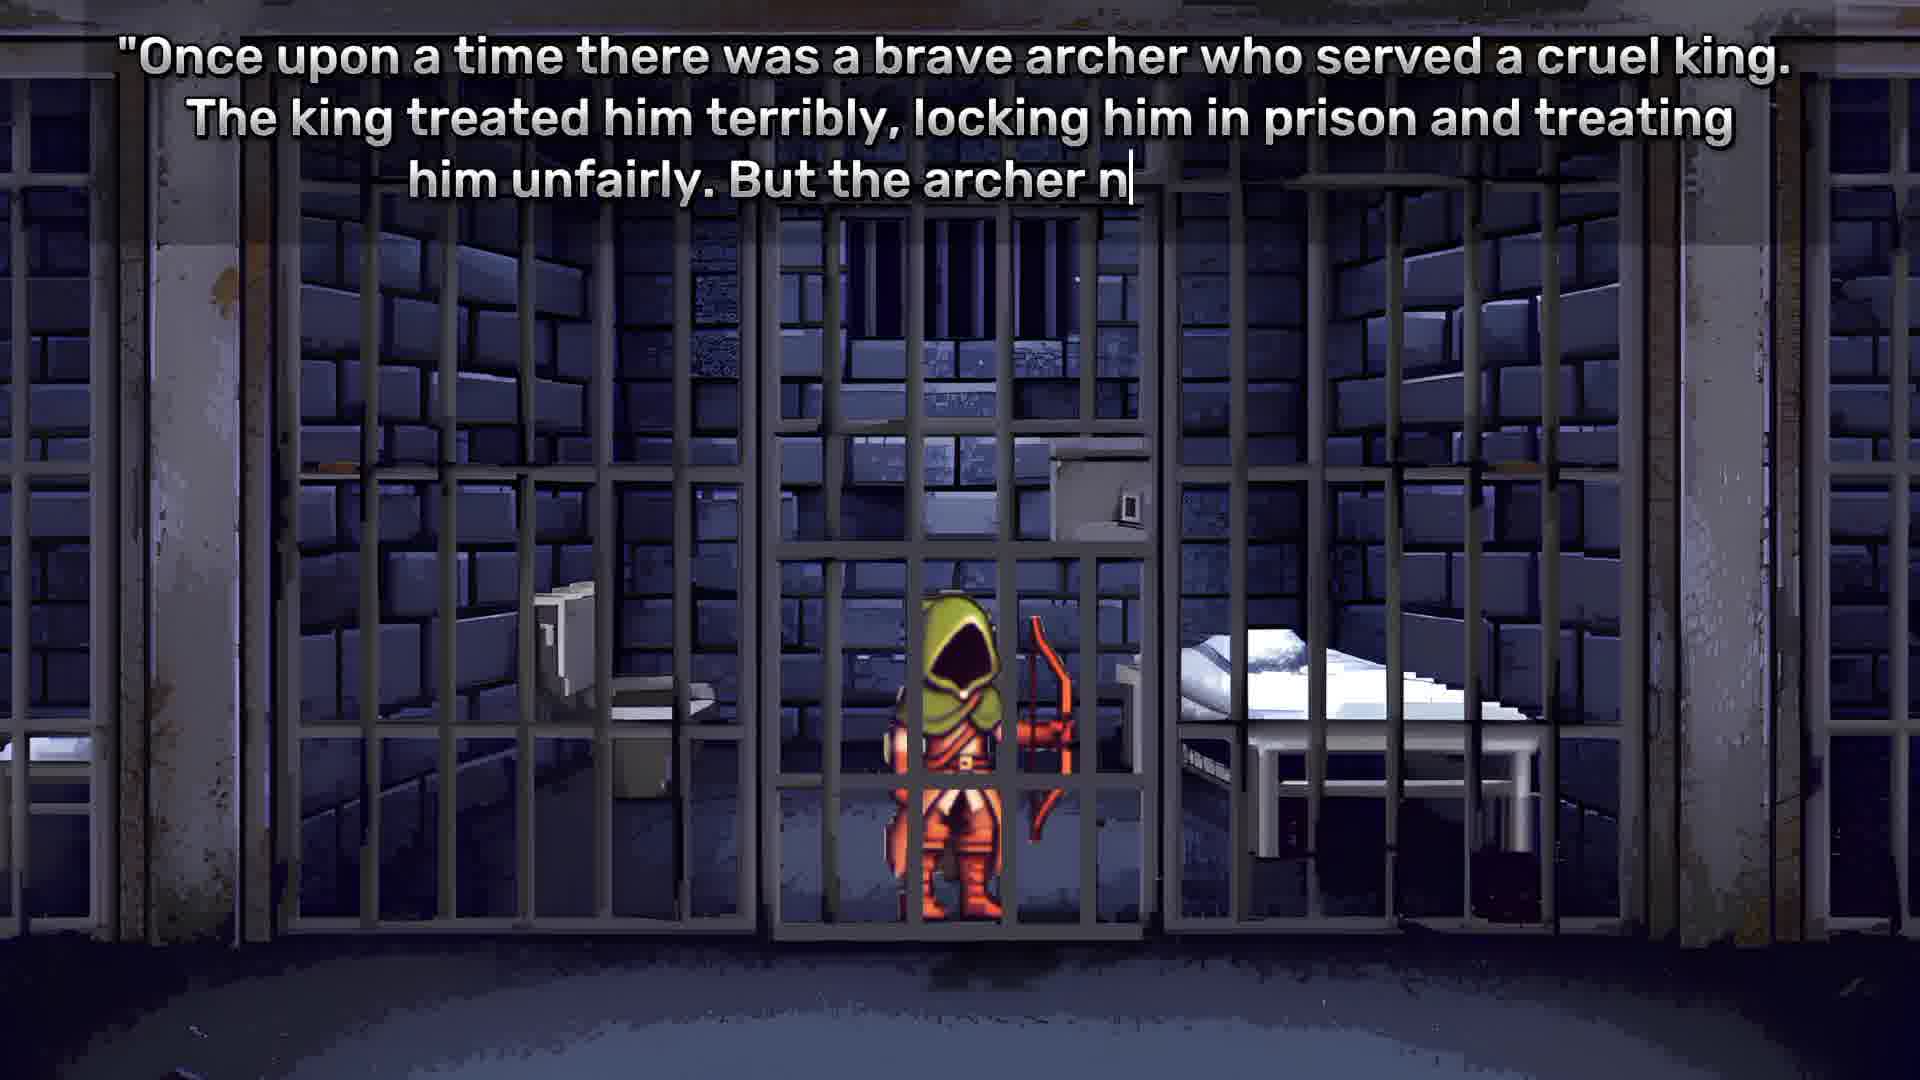 "Once upon a time there was a brave archer who served a cruel king.
The king treated him terribly, locking him in prison and treating
him unfairly. But the archer n